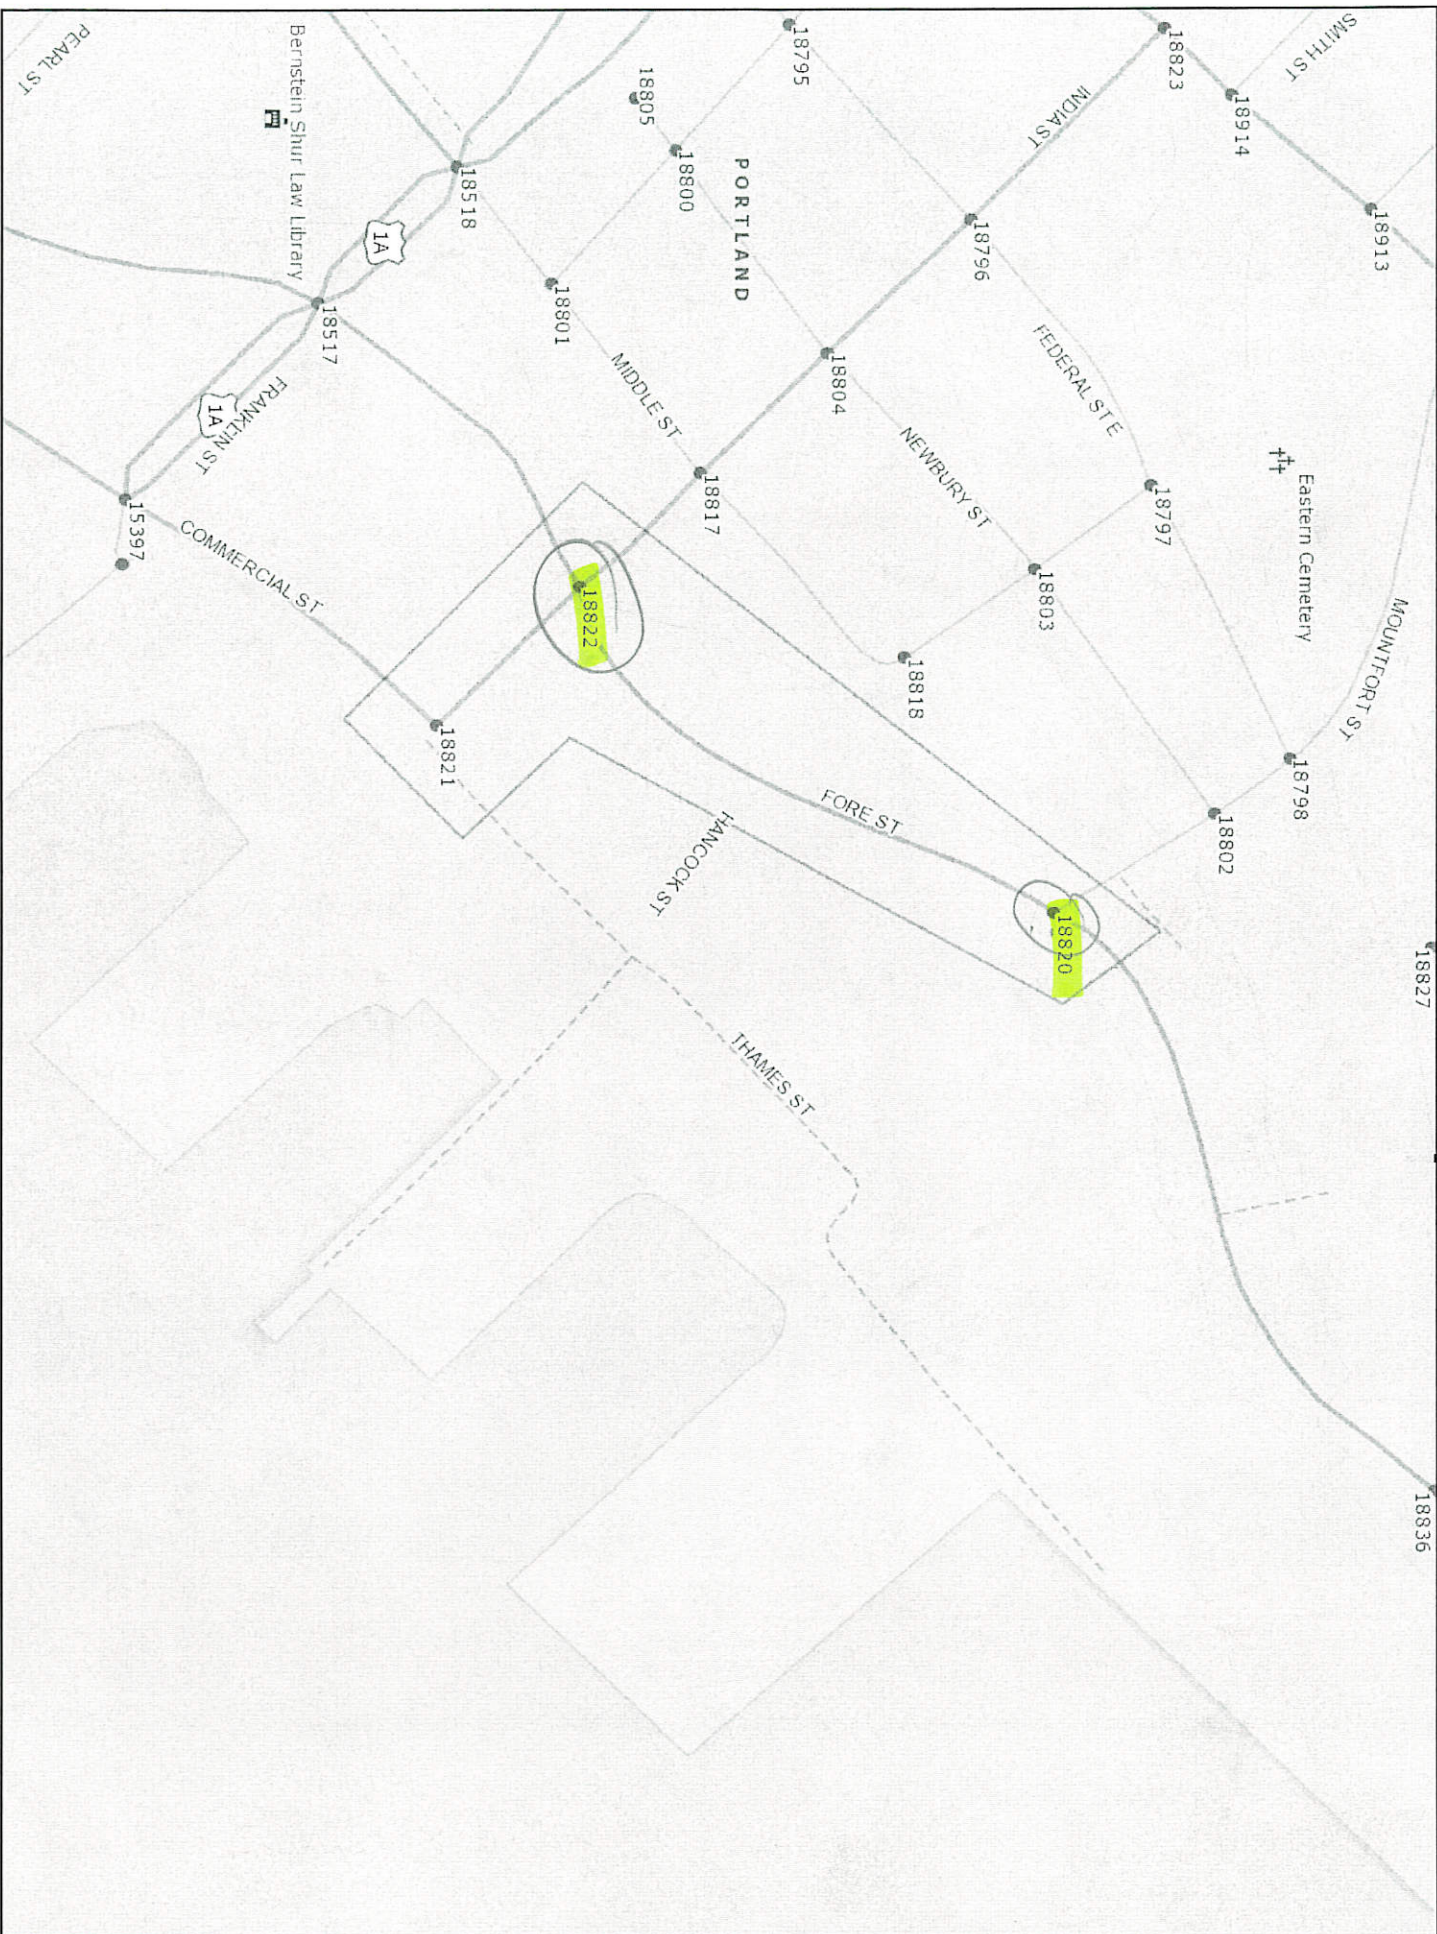 SMITH ST
18823
18914
18913
INDIA ST
18795
18805
18800
PORTLAND
18796
PEARL ST
Bernstein Shur Law Library
18518
1A
18801
18517
MIDDLE ST
18804
FEDERAL ST E
NEWBURY ST
18797
Eastern Cemetery
MOUNTFORT ST
1A
FRANKLIN ST
15397
COMMERCIAL ST
18817
18803
18822
18818
18821
18798
18802
FORE ST
HANCOCK ST
18820
18827
THAMES ST
18836